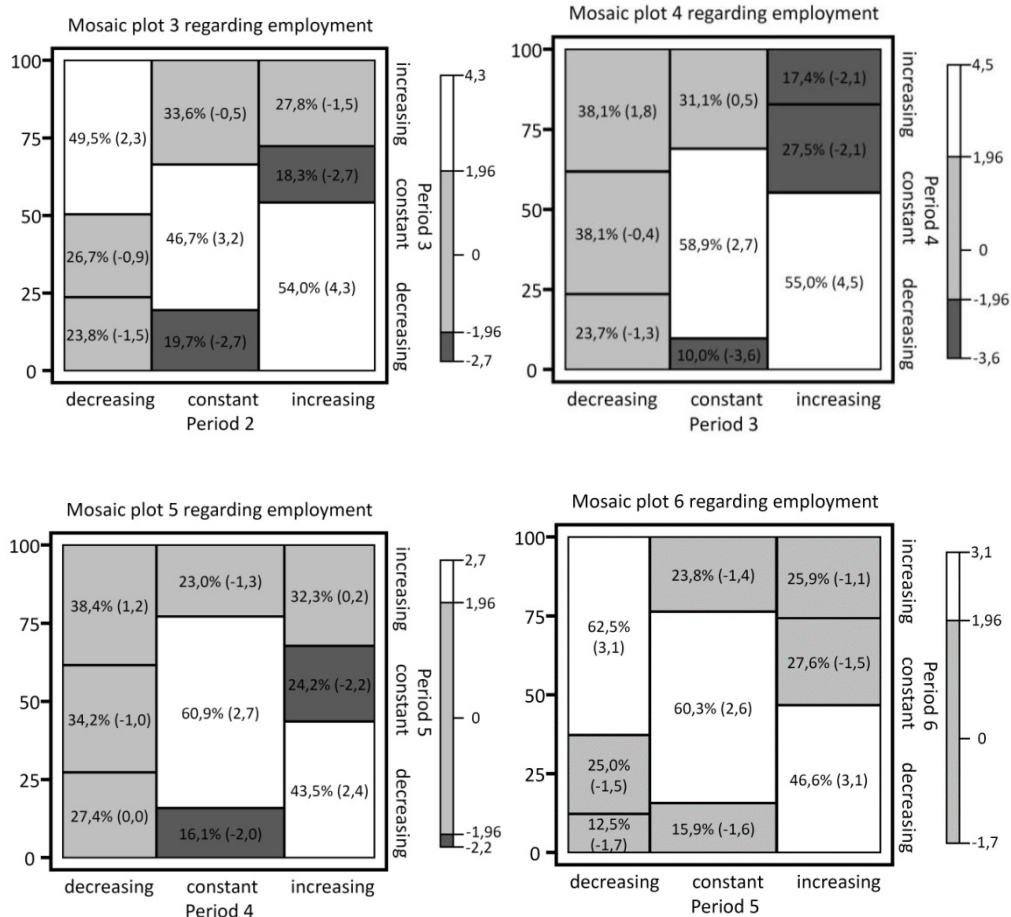 Mosaic plot 3 regarding employment
100
75
50
25
0
49,5% (2,3)
26,7% (-0,9)
23,8% (-1,5)
33,6% (-0,5)
46,7% (3,2)
19,7% (-2,7)
27,8% (-1,5)
18,3% (-2,7)
54,0% (4,3)
increasing
constant
decreasing
Period 3
4,3
1,96
0
-1,96
-2,7
decreasing constant increasing
Period 2
Mosaic plot 4 regarding employment
100
75
50
25
0
38,1% (1,8)
38,1% (-0,4)
23,7% (-1,3)
31,1% (0,5)
58,9% (2,7)
10,0% (-3,6)
17,4% (-2,1)
27,5% (-2,1)
55,0% (4,5)
increasing
constant
decreasing
Period 4
4,5
1,96
0
-1,96
-3,6
decreasing constant increasing
Period 3
Mosaic plot 5 regarding employment
100
75
50
25
0
38,4% (1,2)
34,2% (-1,0)
27,4% (0,0)
23,0% (-1,3)
60,9% (2,7)
16,1% (-2,0)
32,3% (0,2)
24,2% (-2,2)
43,5% (2,4)
increasing
constant
decreasing
Period 5
2,7
1,96
0
-1,96
-2,2
decreasing constant increasing
Period 4
Mosaic plot 6 regarding employment
100
75
50
25
0
62,5%
(3,1)
25,0%
(-1,5)
12,5%
(-1,7)
23,8% (-1,4)
60,3% (2,6)
15,9% (-1,6)
25,9% (-1,1)
27,6% (-1,5)
46,6% (3,1)
increasing
constant
decreasing
Period 6
3,1
1,96
0
-1,7
decreasing constant increasing
Period 5